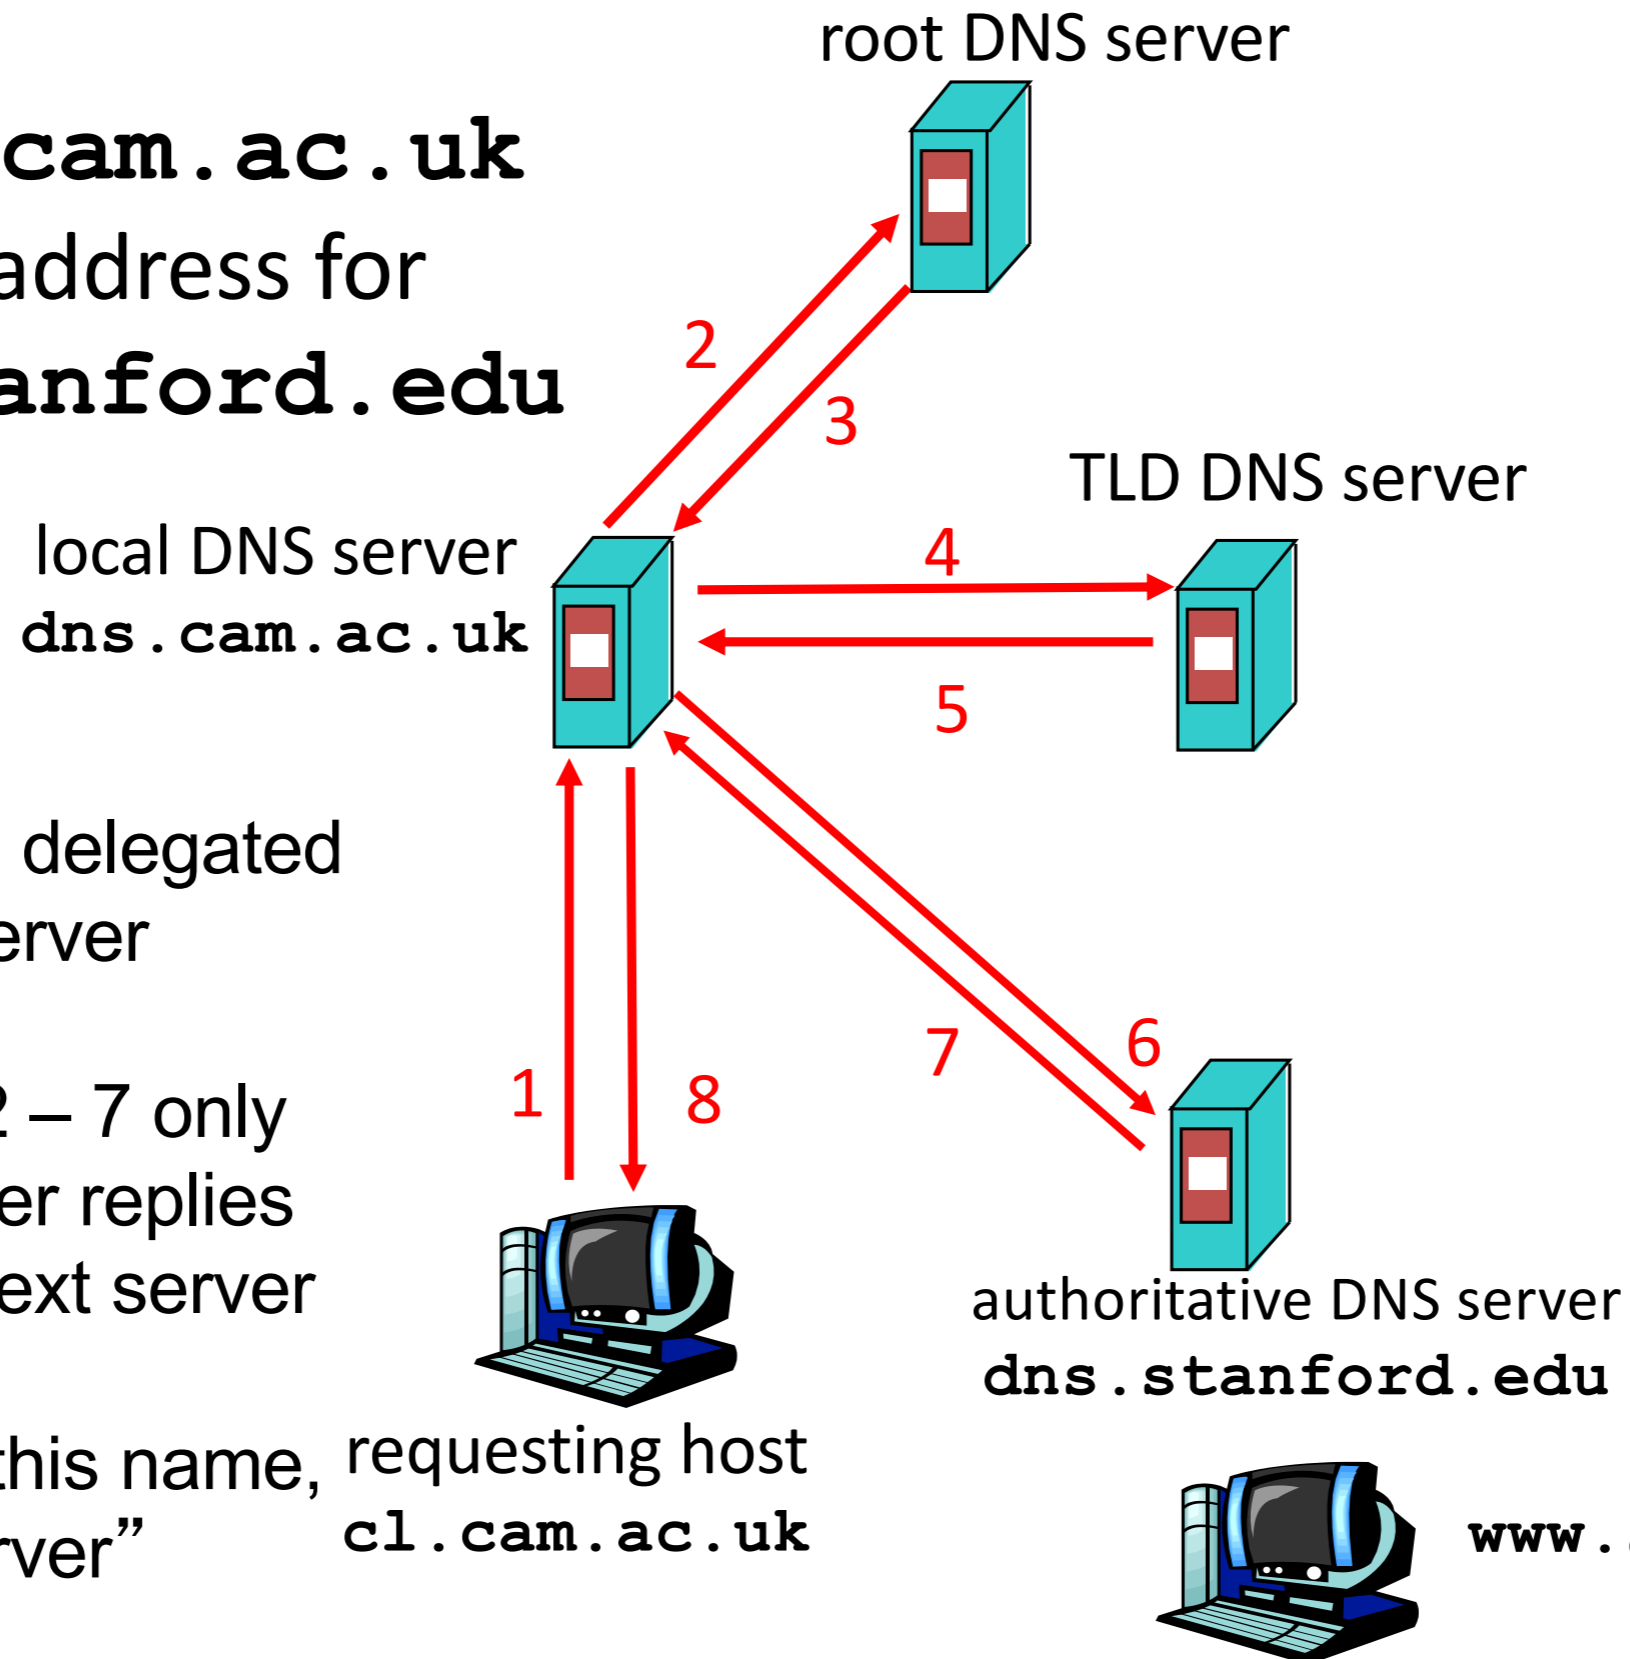 root DNS server
cam.ac.uk
address for
anford.edu
2
3
TLD DNS server
local DNS server
dns.cam.ac.uk
4
5
delegated
erver
2 – 7 only
er replies
ext server
1
8
7
6
authoritative DNS server
dns.stanford.edu
this name,
rver”
requesting host
cl.cam.ac.uk
www.